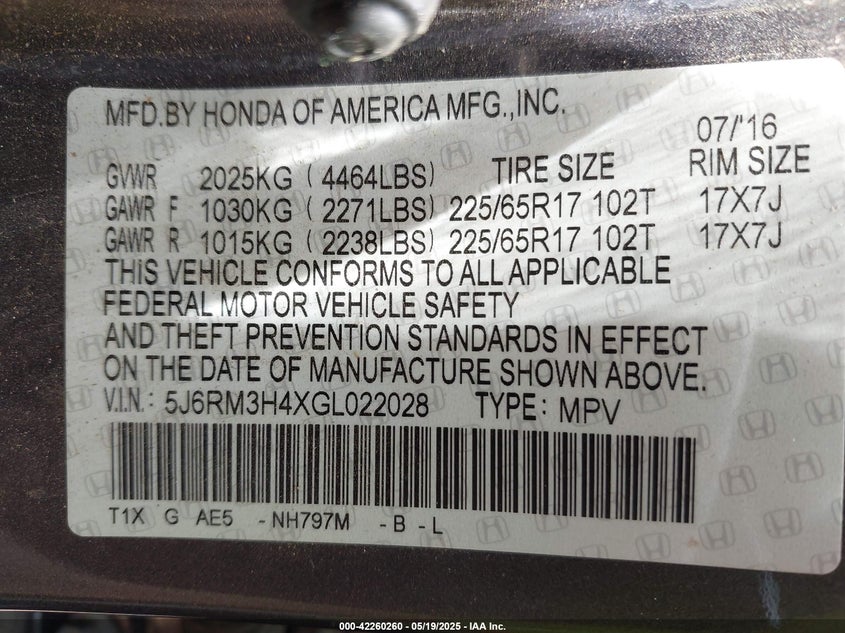 MFD.BY HONDA OF AMERICA MFG.,INC.
07/'16
GVWR 2025KG (4464LBS) TIRE SIZE RIM SIZE
GAWR F 1030KG (2271LBS) 225/65R17 102T 17X7J
GAWR R 1015KG (2238LBS) 225/65R17 102T 17X7J
THIS VEHICLE CONFORMS TO ALL APPLICABLE
FEDERAL MOTOR VEHICLE SAFETY
AND THEFT PREVENTION STANDARDS IN EFFECT
ON THE DATE OF MANUFACTURE SHOWN ABOVE.
V.I.N: 5J6RM3H4XGL022028 TYPE: MPV
T1X G AE5 -NH797M -B -L
000-42260260 - 05/19/2025 - IAA Inc.